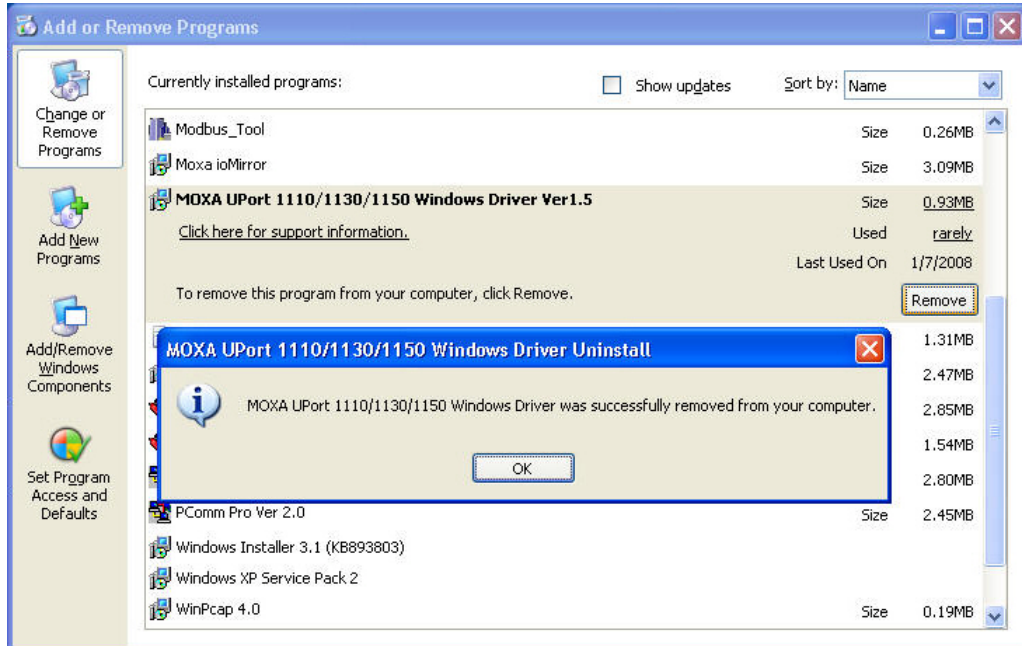 Add or Remove Programs
Change or
Remove
Programs
Add New
Programs
Add/Remove
Windows
Components
Set Program
Access and
Defaults
Currently installed programs:
Show updates
Sort by: Name
Modbus_Tool Size 0.26MB
Moxa ioMirror Size 3.09MB
MOXA UPort 1110/1130/1150 Windows Driver Ver1.5 Size 0.93MB
Click here for support information. Used rarely
Last Used On 1/7/2008
To remove this program from your computer, click Remove. Remove
1.31MB
2.47MB
2.85MB
1.54MB
2.80MB
MOXA UPort 1110/1130/1150 Windows Driver Uninstall
MOXA UPort 1110/1130/1150 Windows Driver was successfully removed from your computer.
OK
PComm Pro Ver 2.0 Size 2.45MB
Windows Installer 3.1 (KB893803)
Windows XP Service Pack 2
WinPcap 4.0 Size 0.19MB